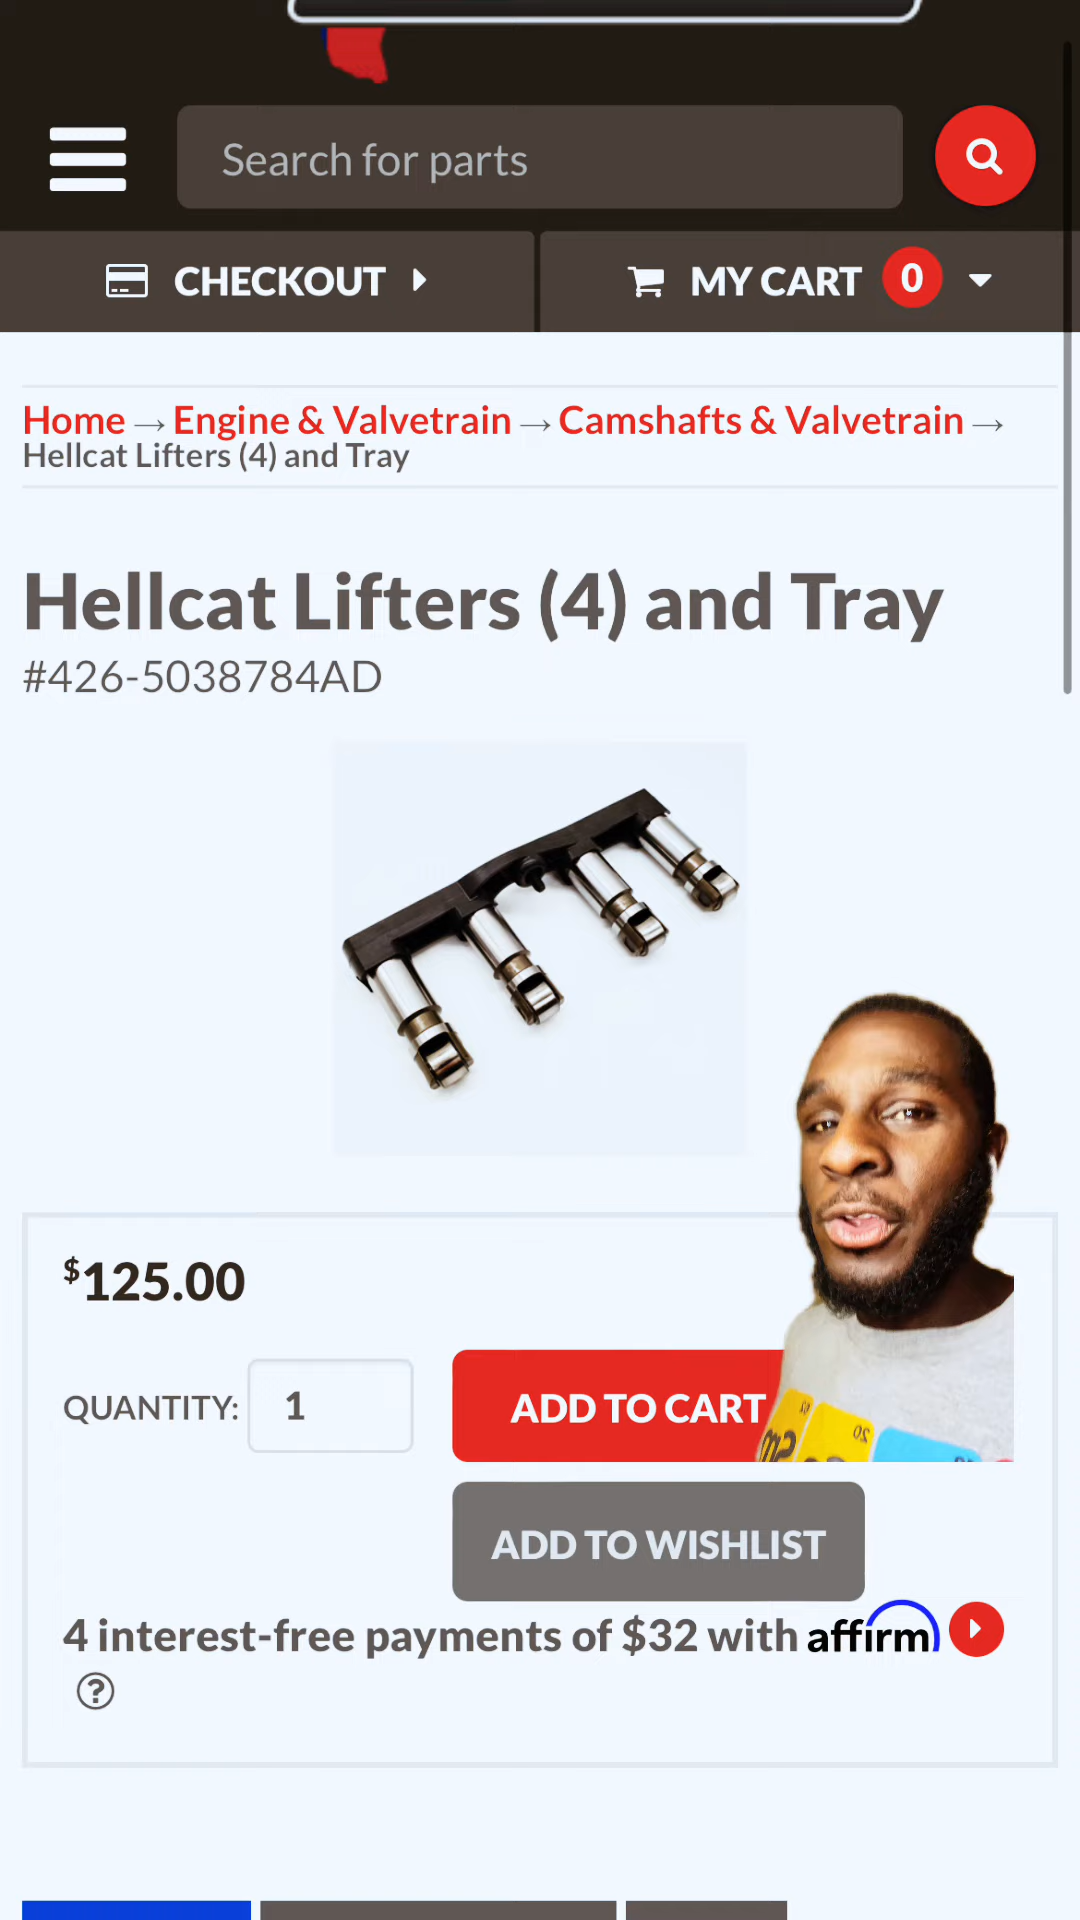 Search for parts
CHECKOUT
MY CART 0
Home → Engine & Valvetrain → Camshafts & Valvetrain →
Hellcat Lifters (4) and Tray
Hellcat Lifters (4) and Tray
#426-5038784AD
$125.00
QUANTITY: 1
ADD TO CART
ADD TO WISHLIST
4 interest-free payments of $32 with affirm
?